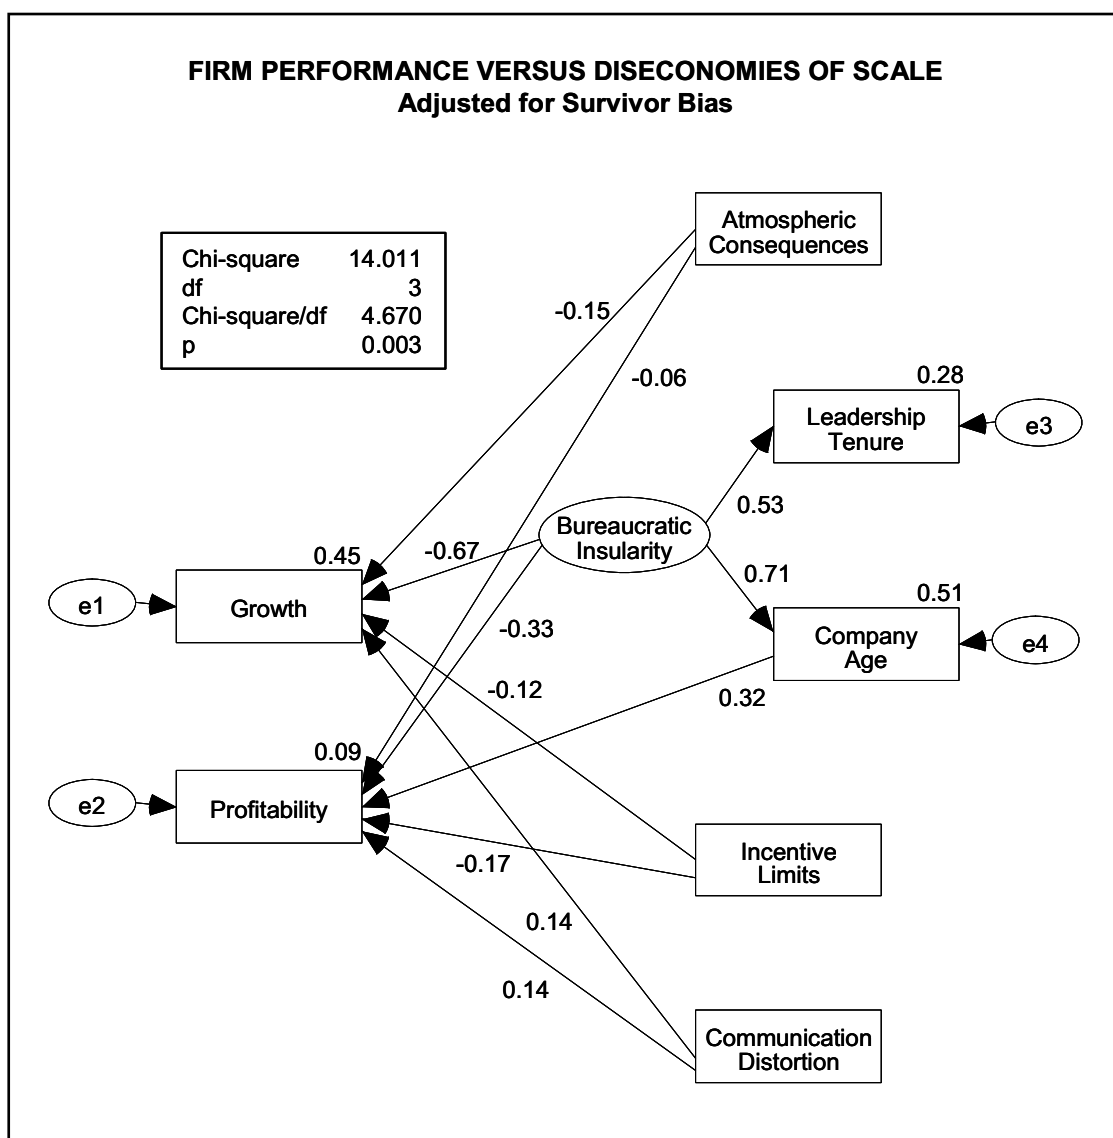 FIRM PERFORMANCE VERSUS DISECONOMIES OF SCALE
Adjusted for Survivor Bias
Atmospheric
Consequences
Chi-square 14.011
df 3
Chi-square/df 4.670
p 0.003
-0.15
-0.06
0.28
Leadership
Tenure
e3
0.53
Bureaucratic
Insularity
-0.67
0.45
0.71
0.51
e1
Growth
-0.33
Company
Age
e4
-0.12
0.32
0.09
e2
Profitability
Incentive
Limits
-0.17
0.14
0.14
Communication
Distortion